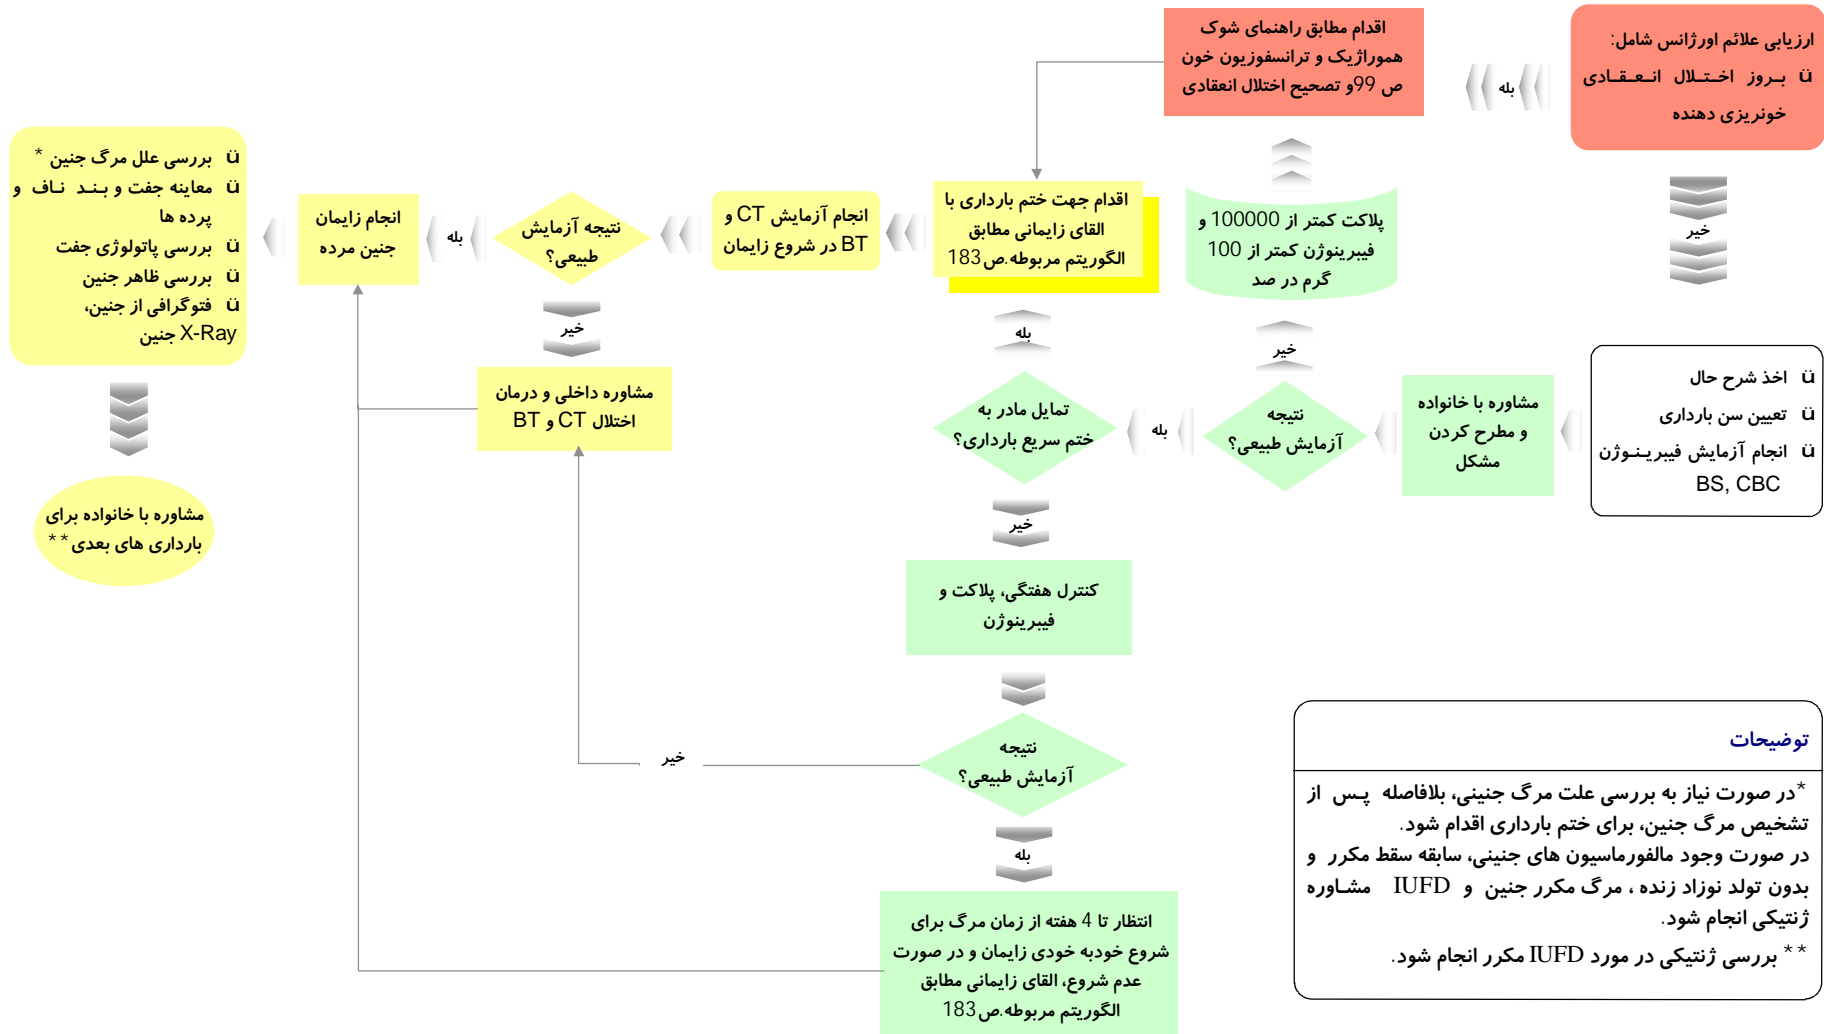 ارزیابی علائم اورژانس شامل:
ü بروز اختلال انعقادی
خونریزی دهنده
بله
اقدام مطابق راهنمای شوک
هموراژیک و ترانسفوزیون خون
ص 99و تصحیح اختلال انعقادی
خیر
ü اخذ شرح حال
ü تعیین سن بارداری
ü انجام آزمایش فیبرینوژن
BS, CBC
مشاوره با خانواده
و مطرح کردن
مشکل
نتیجه
آزمایش طبیعی؟
خیر
پلاکت کمتر از 100000 و
فیبرینوژن کمتر از 100
گرم در صد
بله
تمایل مادر به
ختم سریع بارداری؟
بله
اقدام جهت ختم بارداری با
القای زایمانی مطابق
الگوریتم مربوطه.ص183
انجام آزمایش CT و
BT در شروع زایمان
نتیجه آزمایش
طبیعی؟
بله
انجام زایمان
جنین مرده
ü بررسی علل مرگ جنین *
ü معاینه جفت و بند ناف و
پرده ها
ü بررسی پاتولوژی جفت
ü بررسی ظاهر جنین
ü فتوگرافی از جنین،
X-Ray جنین
مشاوره با خانواده برای
بارداری های بعدی**
خیر
مشاوره داخلی و درمان
اختلال CT و BT
خیر
کنترل هفتگی، پلاکت و
فیبرینوژن
نتیجه
آزمایش طبیعی؟
خیر
بله
انتظار تا 4 هفته از زمان مرگ برای
شروع خودبه خودی زایمان و در صورت
عدم شروع، القای زایمانی مطابق
الگوریتم مربوطه.ص183
توضیحات
*در صورت نیاز به بررسی علت مرگ جنینی، بلافاصله پس از
تشخیص مرگ جنین، برای ختم بارداری اقدام شود.
در صورت وجود مالفورماسیون های جنینی، سابقه سقط مکرر و
بدون تولد نوزاد زنده ، مرگ مکرر جنین و IUFD مشاوره
ژنتیکی انجام شود.
** بررسی ژنتیکی در مورد IUFD مکرر انجام شود.